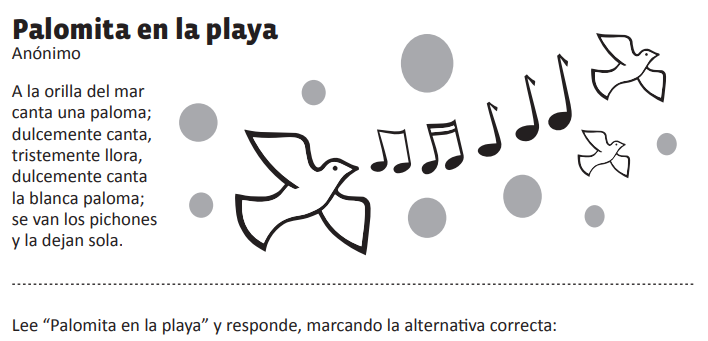 Palomita en la playa
Anónimo
A la orilla del mar
canta una paloma;
dulcemente canta,
tristemente llora,
dulcemente canta
la blanca paloma;
se van los pichones
y la dejan sola.
Lee “Palomita en la playa” y responde, marcando la alternativa correcta: